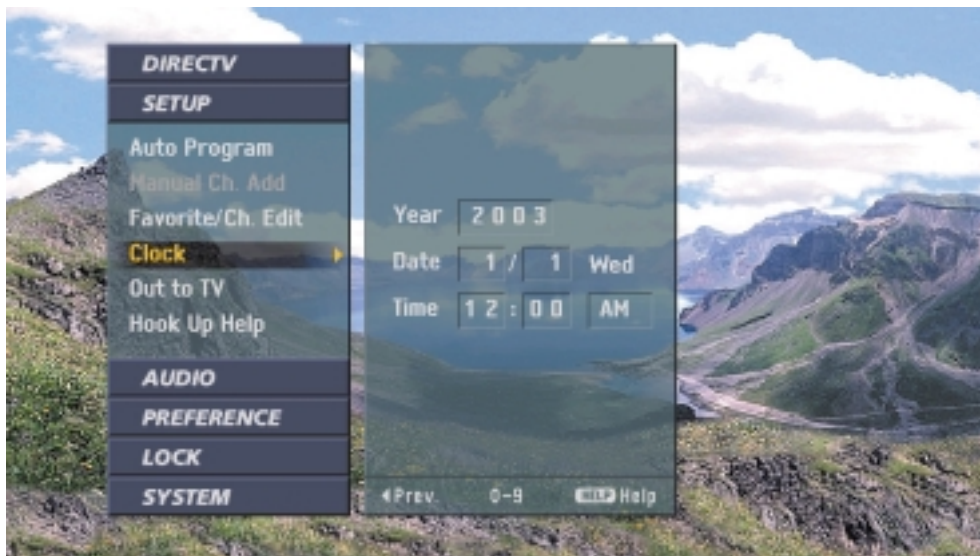 DIRECTV
SETUP
Auto Program
Manual Ch. Add
Favorite/Ch. Edit
Clock
Out to TV
Hook Up Help
AUDIO
PREFERENCE
LOCK
SYSTEM
Year 2003
Date 1 / 1 Wed
Time 12:00 AM
Prev. 0-9 HELP Help